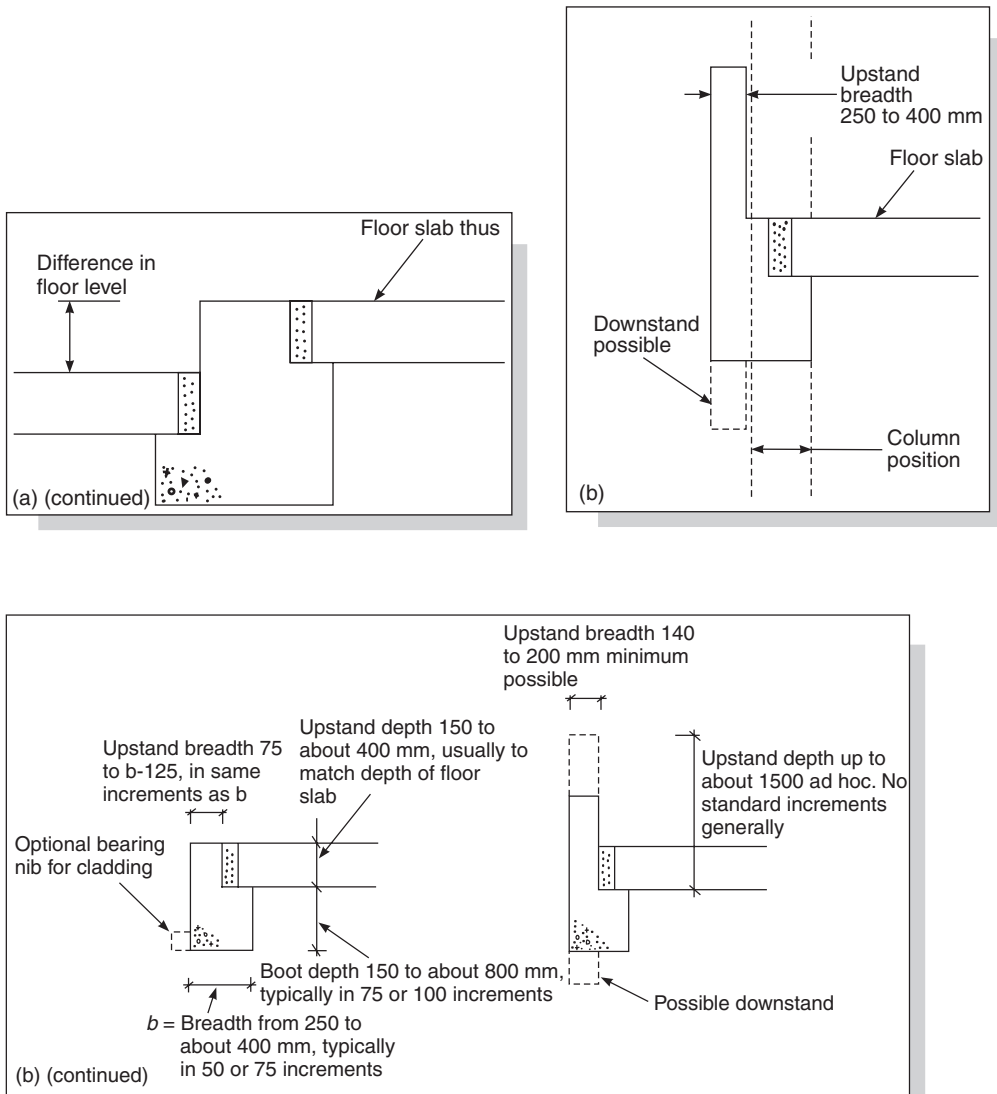 Difference in
floor level
Floor slab thus
(a) (continued)
Upstand
breadth
250 to 400 mm
Floor slab
Downstand
possible
Column
position
(b)
Upstand breadth 140
to 200 mm minimum
possible
Upstand breadth 75
to b-125, in same
increments as b
Upstand depth 150 to
about 400 mm, usually to
match depth of floor
slab
Upstand depth up to
about 1500 ad hoc. No
standard increments
generally
Optional bearing
nib for cladding
Boot depth 150 to about 800 mm,
typically in 75 or 100 increments
Possible downstand
b = Breadth from 250 to
about 400 mm, typically
in 50 or 75 increments
(b) (continued)